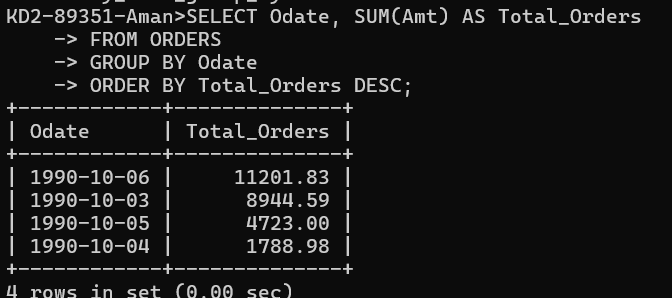 KD2-89351-Aman>SELECT Odate, SUM(Amt) AS Total_Orders
    -> FROM ORDERS
    -> GROUP BY Odate
    -> ORDER BY Total_Orders DESC;
+------------+--------------+
| Odate      | Total_Orders |
+------------+--------------+
| 1990-10-06 |     11201.83 |
| 1990-10-03 |      8944.59 |
| 1990-10-05 |      4723.00 |
| 1990-10-04 |      1788.98 |
+------------+--------------+
4 rows in set (0.00 sec)